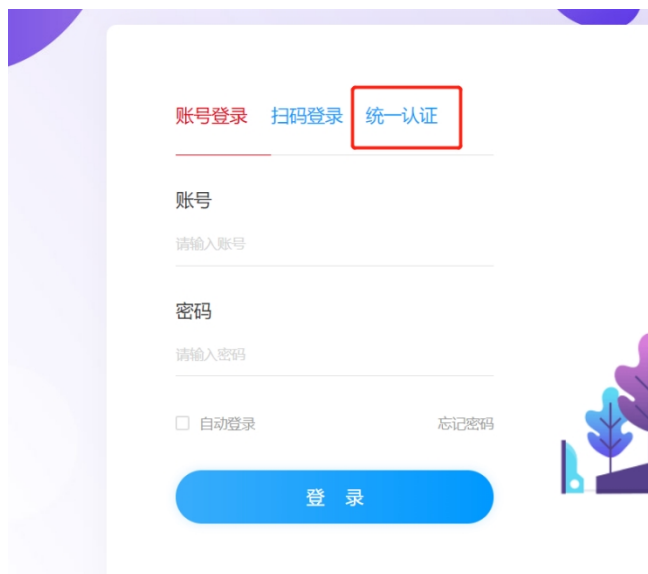 账号登录 扫码登录 统一认证
账号
请输入账号
密码
请输入密码
自动登录 忘记密码
登 录